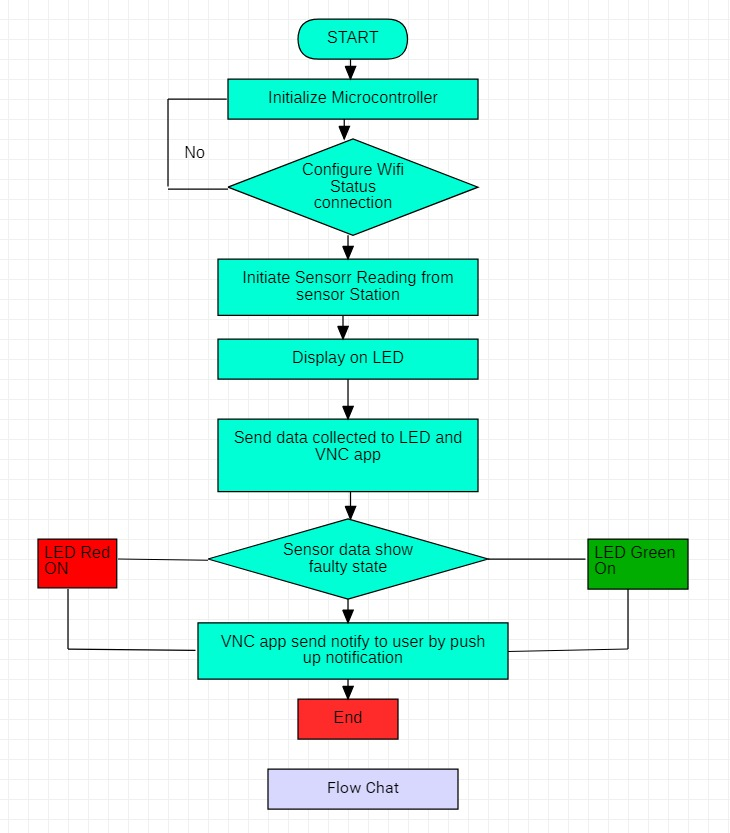 START
Initialize Microcontroller
No
Configure Wifi
Status
connection
Initiate Sensorr Reading from
sensor Station
Display on LED
Send data collected to LED and
VNC app
Sensor data show
faulty state
LED Red
ON
LED Green
On
VNC app send notify to user by push
up notification
End
Flow Chat